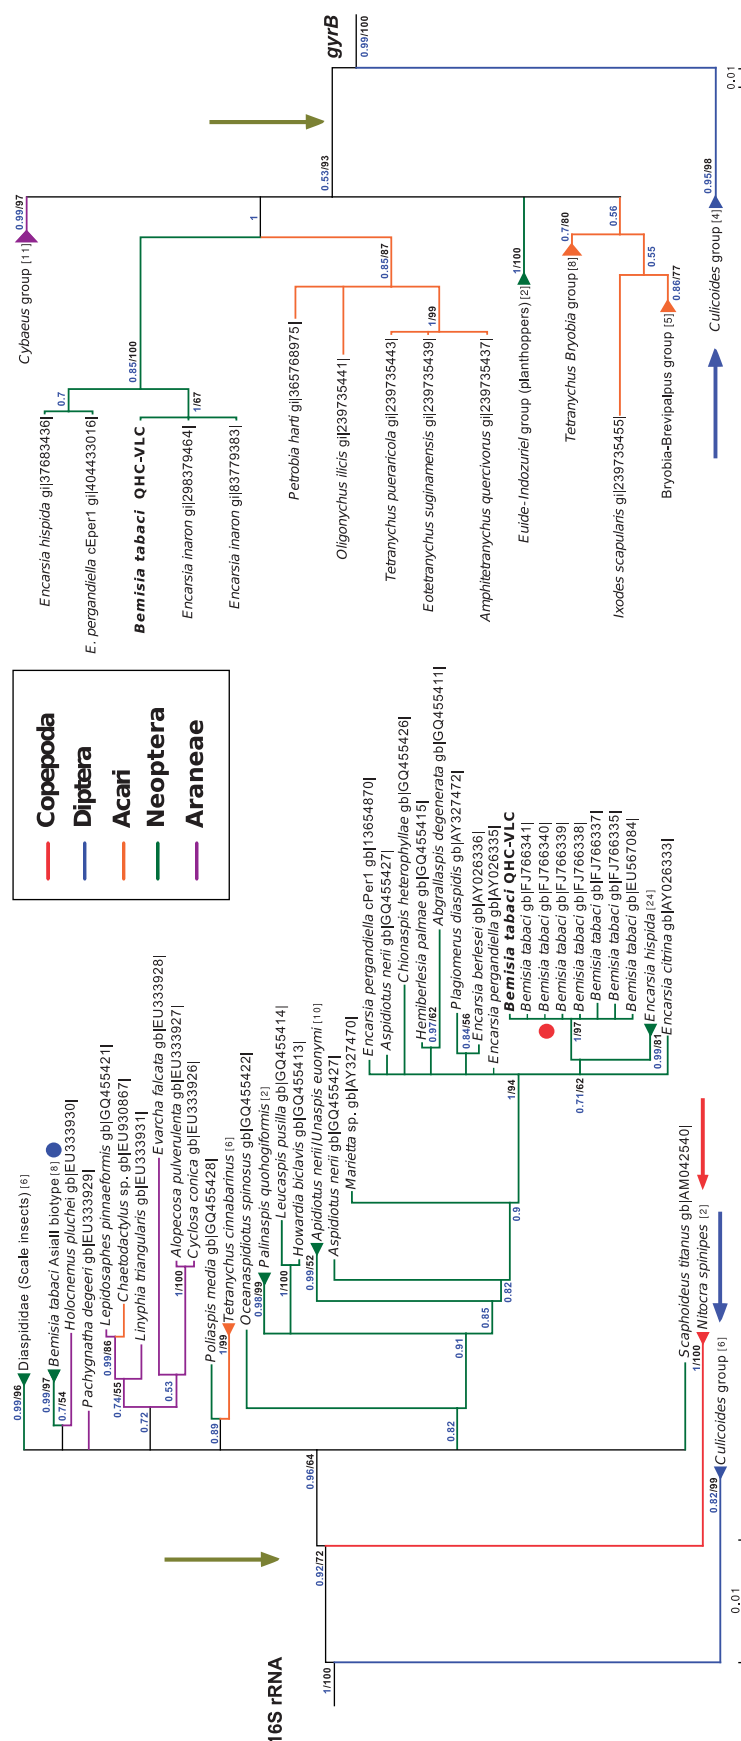 16S rRNA
1/100
0.92/72
0.96/64
0.99/96
Diaspididae (Scale insects) [6]
0.99/97
Bemisia tabaci AsiaII biotype [8]
0.7/54
Holocnemus pluchei gb|EU333930|
Pachygnatha degeeri gb|EU333929|
0.99/86
Lepidosaphes pinnaeformis gb|GQ455421|
Chaetodactylus sp. gb|EU930867|
0.74/55
Linyphia triangularis gb|EU333931|
0.72
Evarcha falcata gb|EU333928|
0.53
1/100
Alopecosa pulverulenta gb|EU333927|
Cyclosa conica gb|EU333926|
Poliaspis media gb|GQ455428|
0.89
1/99
Tetranychus cinnabarinus [6]
Oceanaspidiotus spinosus gb|GQ455422|
0.82
0.98/99
Palinaspis quohogiformis [2]
0.91
Leucaspis pusilla gb|GQ455414|
1/100
Howardia biclavis gb|GQ455413|
0.85
0.99/52
Apidiotus nerii/Unaspis euonymi [10]
0.82
Aspidiotus nerii gb|GQ455427|
0.9
Marietta sp. gb|AY327470|
1/94
Encarsia pergandiella cPer1 gb|13654870|
Aspidiotus nerii gb|GQ455427|
Chionaspis heterophyllae gb|GQ455426|
Hemiberlesia palmae gb|GQ455415|
0.97/62
Abgrallaspis degenerata gb|GQ455411|
Plagiomerus diaspidis gb|AY327472|
0.84/56
Encarsia berlesei gb|AY026336|
Encarsia pergandiella gb|AY026335|
Bemisia tabaci QHC-VLC
Bemisia tabaci gb|FJ766341|
Bemisia tabaci gb|FJ766340|
Bemisia tabaci gb|FJ766339|
1/97
Bemisia tabaci gb|FJ766338|
Bemisia tabaci gb|FJ766337|
Bemisia tabaci gb|FJ766335|
Bemisia tabaci gb|EU567084|
0.71/62
0.99/81
Encarsia hispida [24]
Encarsia citrina gb|AY026333|
Scaphoideus titanus gb|AM042540|
1/100
Nitocra spinipes [2]
0.82/99
Culicoides group [6]
0.01
Copepoda
Diptera
Acari
Neoptera
Araneae
gyrB
0.99/100
0.53/93
0.99/97
Cybaeus group [11]
1
0.85/100
0.7
Encarsia hispida gi|37683436|
E. pergandiella cEper1 gi|404433016|
Bemisia tabaci QHC-VLC
1/67
Encarsia inaron gi|298379464|
Encarsia inaron gi|83779383|
0.85/87
Petrobia harti gi|365768975|
Oligonychus ilicis gi|239735441|
1/99
Tetranychus pueraricola gi|239735443|
Eotetranychus suginamensis gi|239735439|
Amphitetranychus quercivorus gi|239735437|
1/100
Euide-Indozuriel group (planthoppers) [2]
0.56
0.7/80
Tetranychus Bryobia group [8]
0.55
Ixodes scapularis gi|239735455|
0.86/77
Bryobia-Brevipalpus group [5]
0.95/98
Culicoides group [4]
0.01